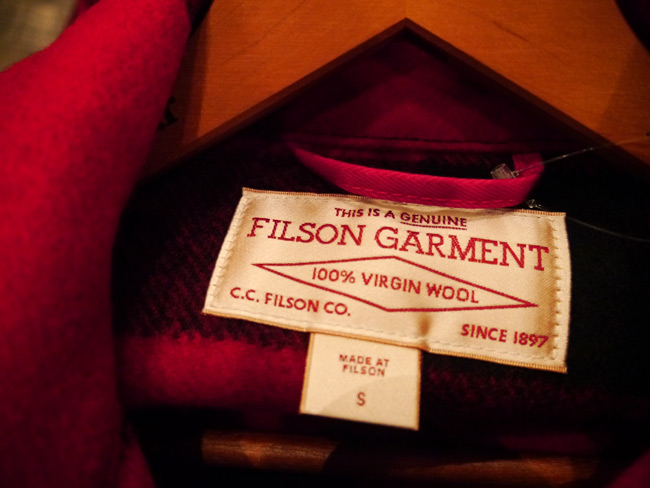 THIS IS A GENUINE
FILSON GARMENT
100% VIRGIN WOOL
C.C. FILSON CO.
SINCE 1897
MADE AT
FILSON
S